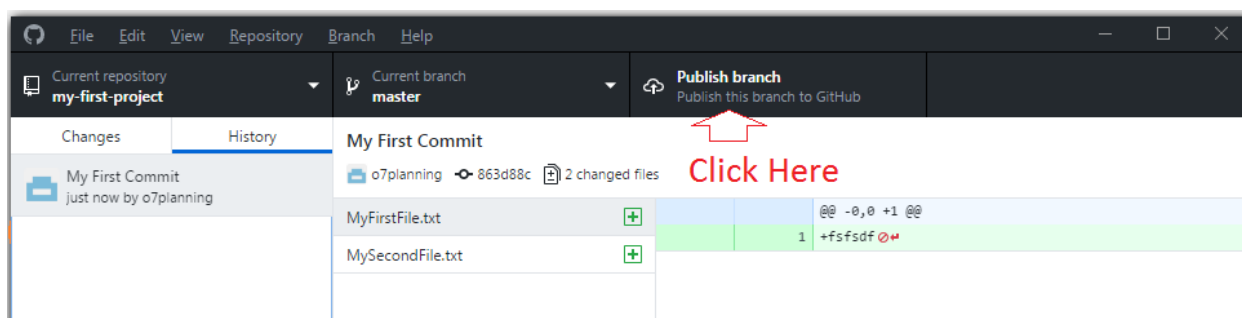 File Edit View Repository Branch Help
Current repository
my-first-project
Current branch
master
Publish branch
Publish this branch to GitHub
Changes History
My First Commit
just now by o7planning
My First Commit
o7planning 863d88c 2 changed files
Click Here
MyFirstFile.txt
MySecondFile.txt
@@ -0,0 +1 @@
1 +fsfsdf